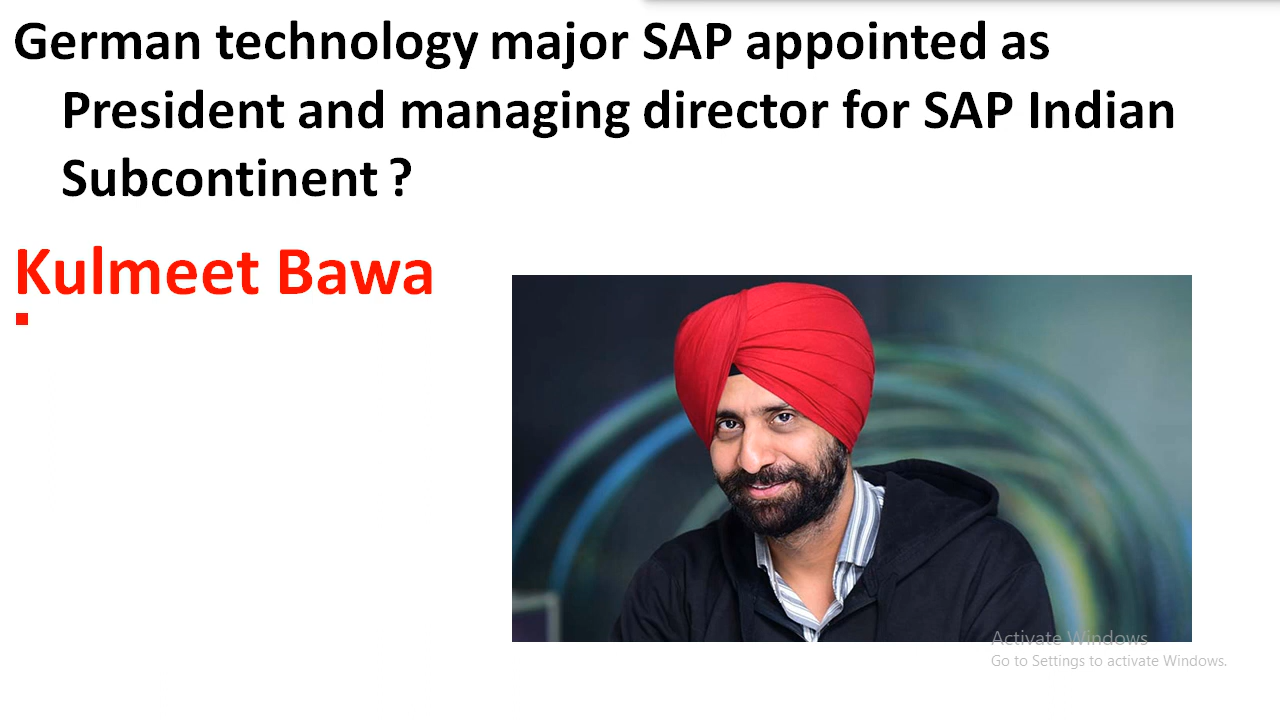 German technology major SAP appointed as
President and managing director for SAP Indian
Subcontinent ?
Kulmeet Bawa
Activate Windows
Go to Settings to activate Windows.